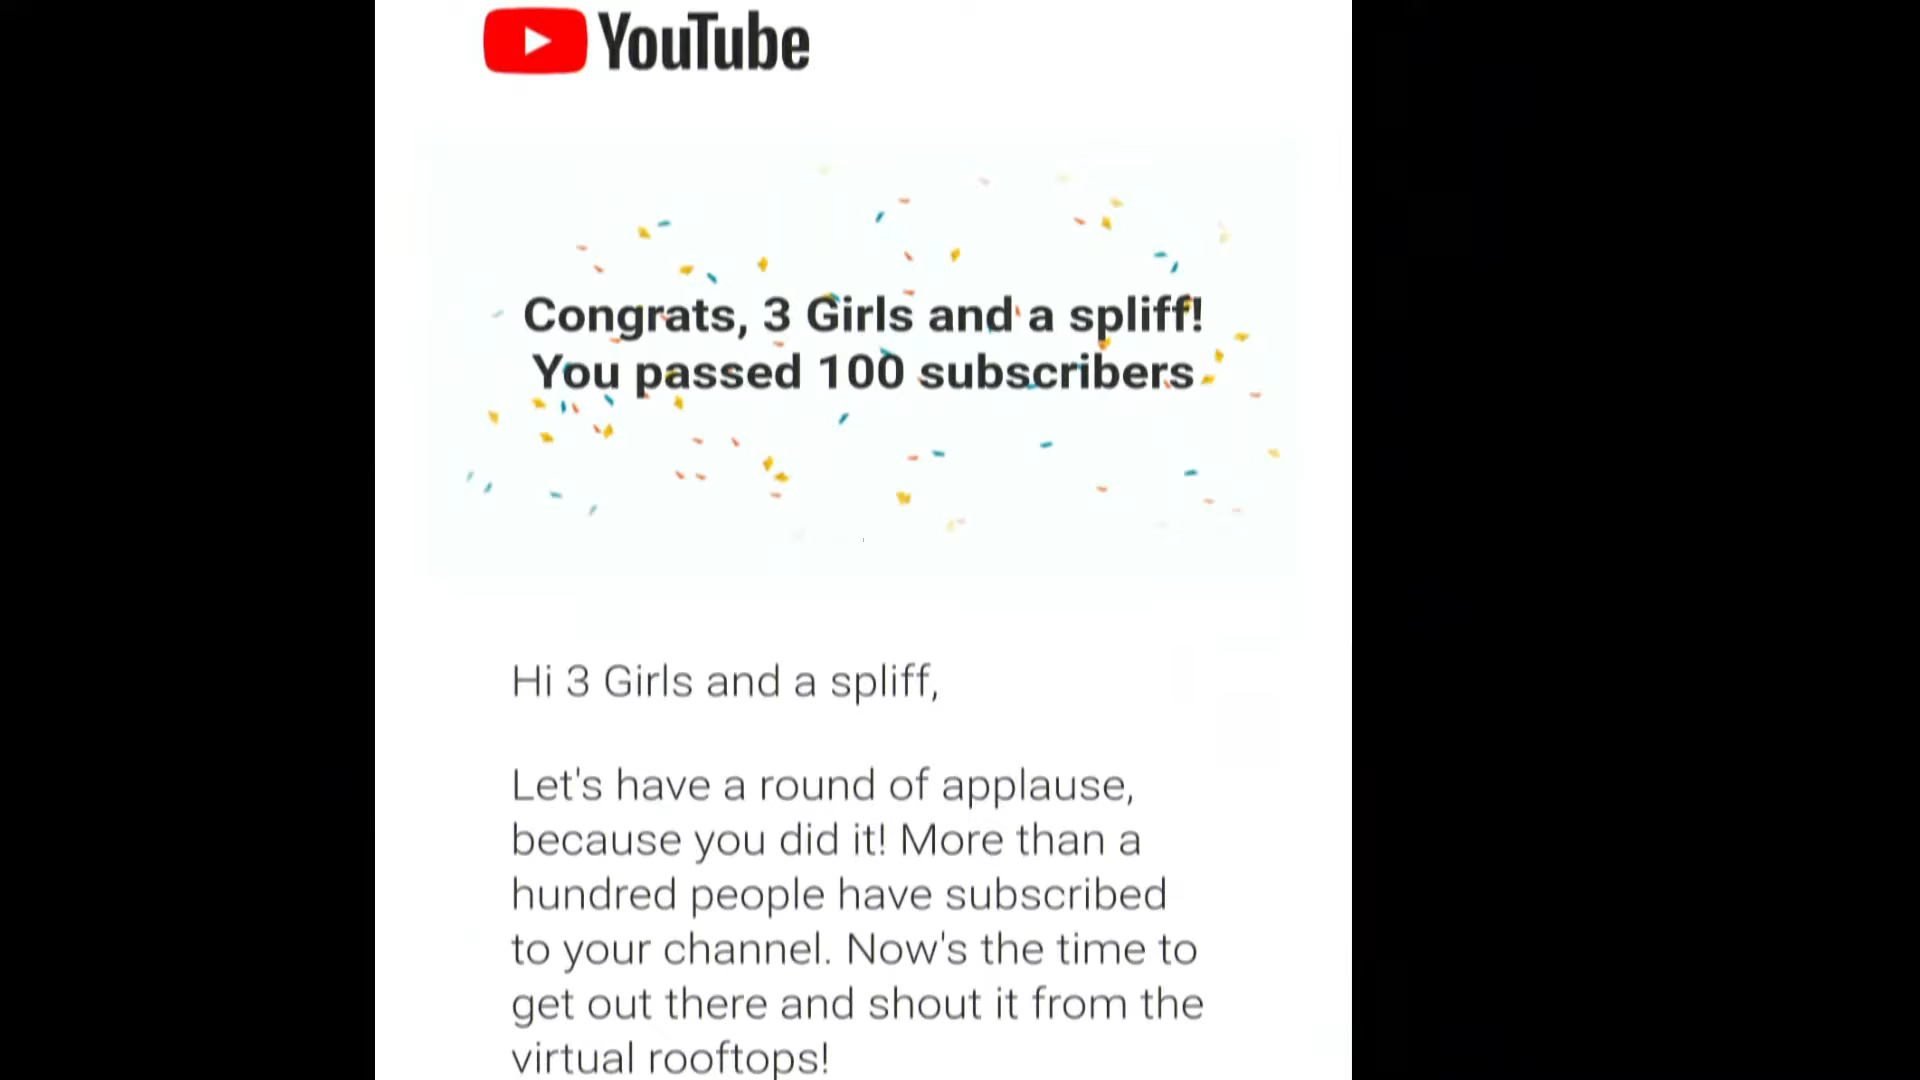 YouTube
Congrats, 3 Girls and a spliff!
You passed 100 subscribers
Hi 3 Girls and a spliff,
Let's have a round of applause,
because you did it! More than a
hundred people have subscribed
to your channel. Now's the time to
get out there and shout it from the
virtual rooftops!